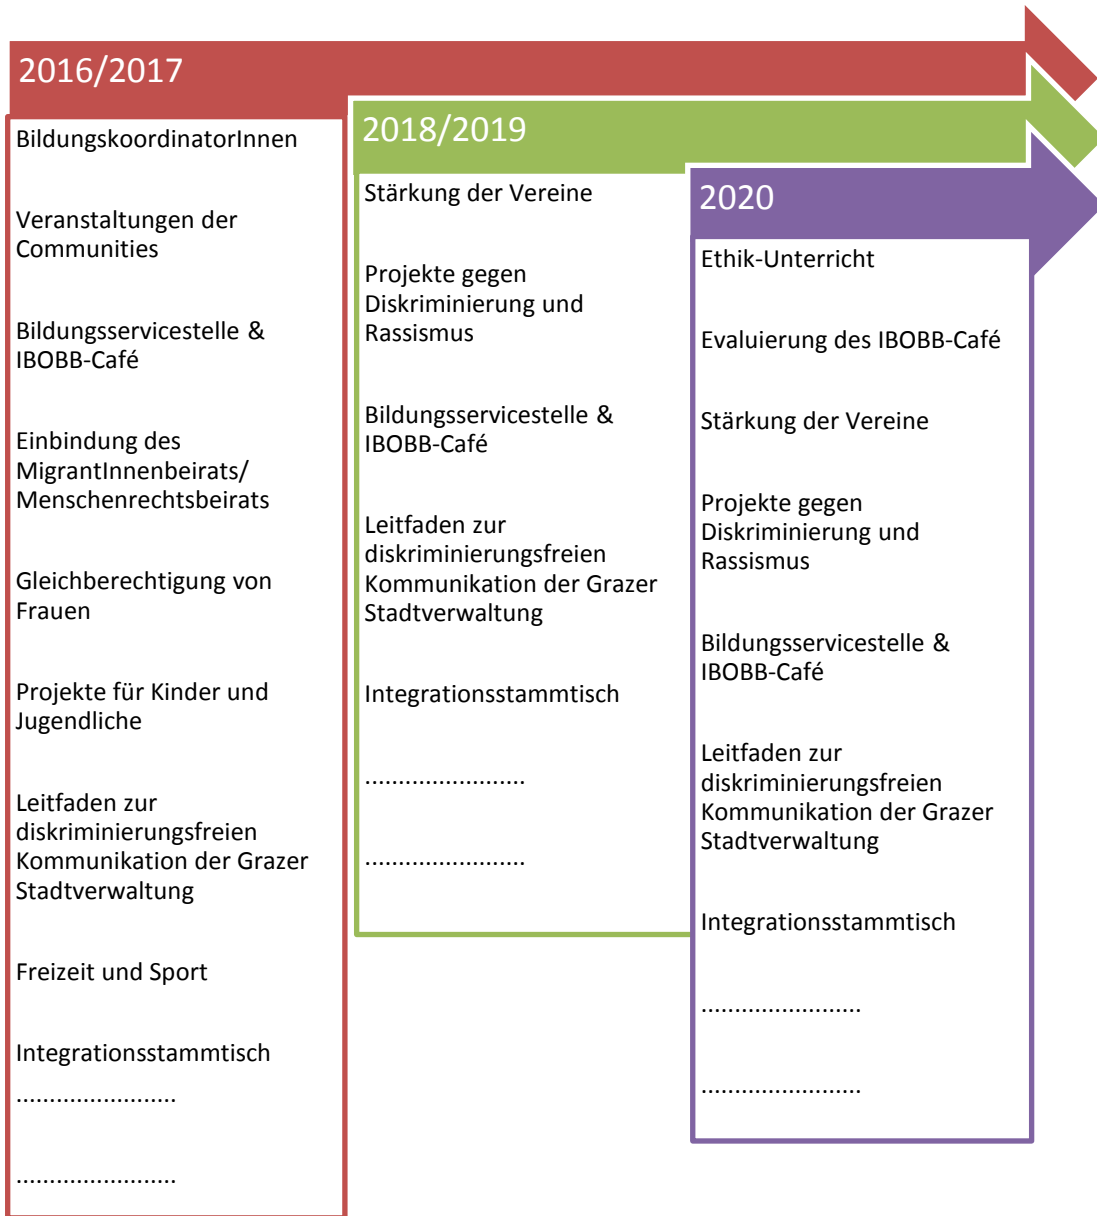 2016/2017
BildungskoordinatorInnen
Veranstaltungen der
Communities
Bildungsservicestelle &
IBOBB-Café
Einbindung des
MigrantInnenbeirats/
Menschenrechtsbeirats
Gleichberechtigung von
Frauen
Projekte für Kinder und
Jugendliche
Leitfaden zur
diskriminierungsfreien
Kommunikation der Grazer
Stadtverwaltung
Freizeit und Sport
Integrationsstammtisch
........................
........................
2018/2019
Stärkung der Vereine
Projekte gegen
Diskriminierung und
Rassismus
Bildungsservicestelle &
IBOBB-Café
Leitfaden zur
diskriminierungsfreien
Kommunikation der Grazer
Stadtverwaltung
Integrationsstammtisch
........................
........................
2020
Ethik-Unterricht
Evaluierung des IBOBB-Café
Stärkung der Vereine
Projekte gegen
Diskriminierung und
Rassismus
Bildungsservicestelle &
IBOBB-Café
Leitfaden zur
diskriminierungsfreien
Kommunikation der Grazer
Stadtverwaltung
Integrationsstammtisch
........................
........................